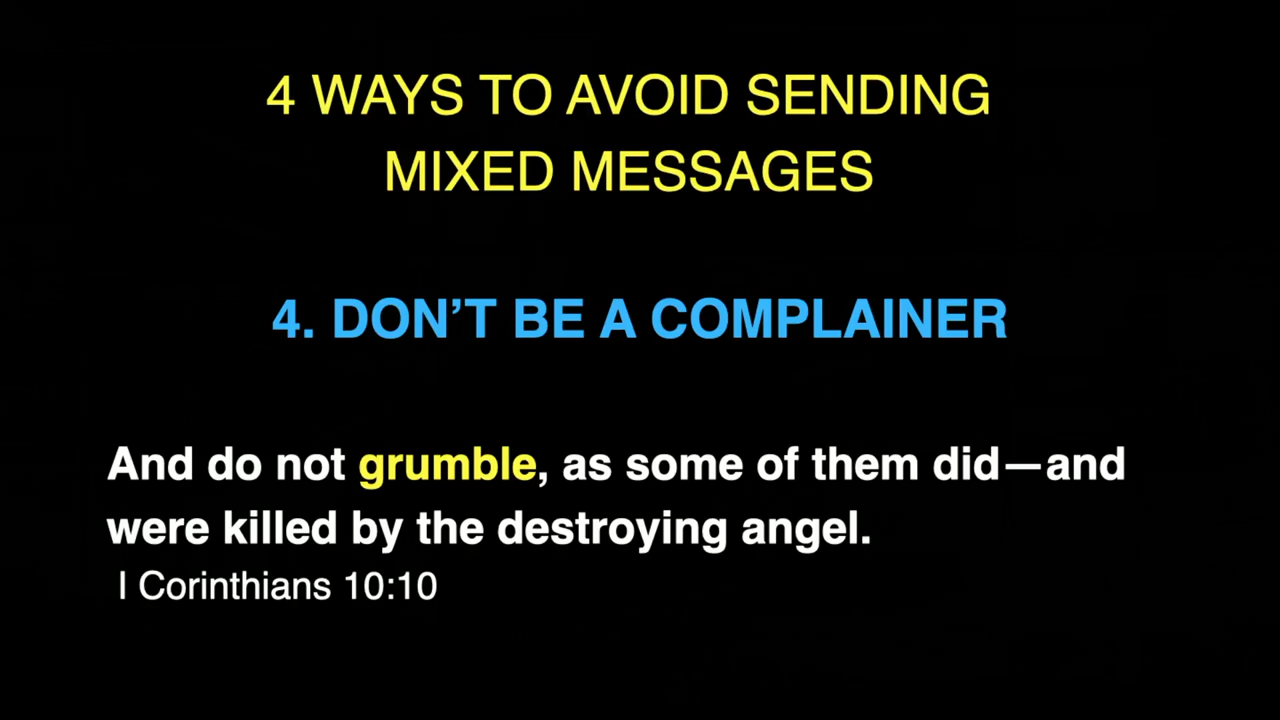 4 WAYS TO AVOID SENDING
MIXED MESSAGES
4. DON’T BE A COMPLAINER
And do not grumble, as some of them did—and
were killed by the destroying angel.
I Corinthians 10:10